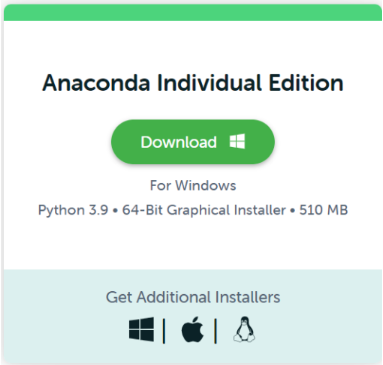 Anaconda Individual Edition
Download
For Windows
Python 3.9 • 64-Bit Graphical Installer • 510 MB
Get Additional Installers
| |